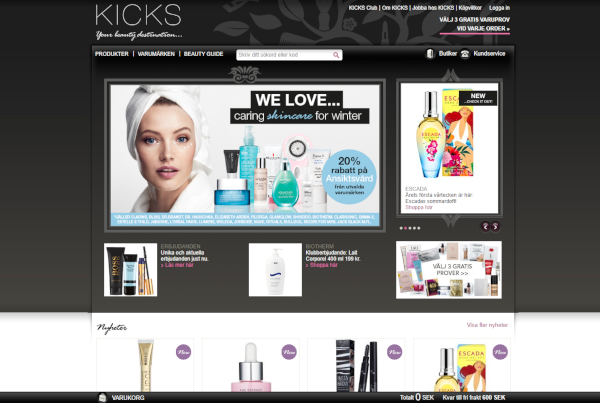 KICKS
Your beauty destination...
KICKS Club | Om KICKS | Jobba hos KICKS | Köpvillkor Logga in
VÄLJ 3 GRATIS VARUPROV
VID VARJE ORDER »
PRODUKTER | VARUMÄRKEN | BEAUTY GUIDE
Skriv ditt sökord eller kod
Butiker
Kundservice
WE LOVE...
caring skincare for winter
20%
rabatt på
Ansiktsvård
från utvalda
varumärken
NEW
...CHECK IT OUT!
ESCADA
Årets första vårtecken är här:
Escadas sommardoft!
Shoppa här
ERBJUDANDEN
Unika och aktuella
erbjudanden just nu.
> Läs mer här
BOSS
BIOTHERM
Klubberbjudande: Lait
Corporel 400 ml 199 kr.
> Shoppa här
VÄLJ 3 GRATIS
PROVER >>
Nyheter
Visa fler nyheter
New
New
New
New
ESCADA
VARUKORG
Totalt 0 SEK
Kvar till fri frakt 600 SEK